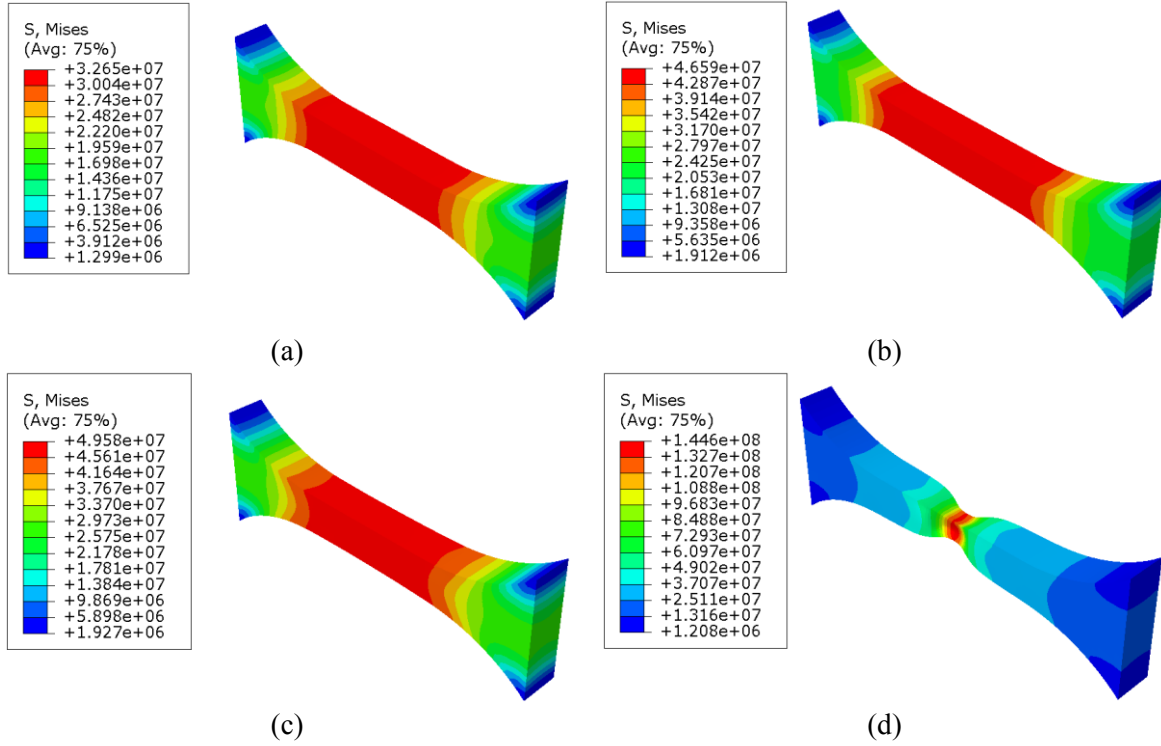 S, Mises
(Avg: 75%)
+3.265e+07
+3.004e+07
+2.743e+07
+2.482e+07
+2.220e+07
+1.959e+07
+1.698e+07
+1.436e+07
+1.175e+07
+9.138e+06
+6.525e+06
+3.912e+06
+1.299e+06
(a)
S, Mises
(Avg: 75%)
+4.659e+07
+4.287e+07
+3.914e+07
+3.542e+07
+3.170e+07
+2.797e+07
+2.425e+07
+2.053e+07
+1.681e+07
+1.308e+07
+9.358e+06
+5.635e+06
+1.912e+06
(b)
S, Mises
(Avg: 75%)
+4.958e+07
+4.561e+07
+4.164e+07
+3.767e+07
+3.370e+07
+2.973e+07
+2.575e+07
+2.178e+07
+1.781e+07
+1.384e+07
+9.869e+06
+5.898e+06
+1.927e+06
(c)
S, Mises
(Avg: 75%)
+1.446e+08
+1.327e+08
+1.207e+08
+1.088e+08
+9.683e+07
+8.488e+07
+7.293e+07
+6.097e+07
+4.902e+07
+3.707e+07
+2.511e+07
+1.316e+07
+1.208e+06
(d)